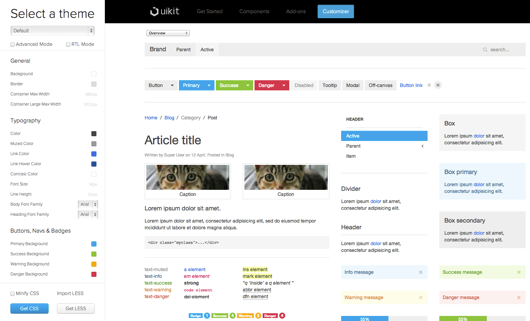 Select a theme
Default
Advanced Mode
RTL Mode
General
Background
Border
Container Max Width
Container Large Max Width
Typography
Color
Muted Color
Link Color
Link Hover Color
Contrast Color
Font Size
Line Height
Body Font Family
Arial
Heading Font Family
Arial
Buttons, New & Badges
Primary Background
Success Background
Warning Background
Danger Background
Minify CSS
Import LESS
Get CSS
Get LESS
uikit
Get Started
Components
Add-ons
Customizer
Overview
Brand
Parent
Active
search...
Button
Primary
Success
Danger
Disabled
Tooltip
Modal
Off-canvas
Button link
Home / Blog / Category / Post
Article title
Written by Super User on 12 April. Posted in Blog
Caption
Caption
Lorem ipsum dolor sit amet.
Lorem ipsum dolor sit amet, consectetur adipisicing elit, sed do eiusmod tempor
incididunt ut labore et dolore magna aliqua.
<div class="myclass">...</div>
text-muted
a element
ins element
text-info
em element
mark element
text-success
strong
"q 'inside' a q element"
text-warning
code element
abbr element
text-danger
del element
dfn element
HEADER
Active
Parent
Item
Divider
Lorem ipsum dolor sit amet,
consectetur adipisicing elit.
Header
Lorem ipsum dolor sit amet,
consectetur adipisicing elit.
Box
Lorem ipsum dolor sit amet,
consectetur adipisicing elit.
Box primary
Lorem ipsum dolor sit amet,
consectetur adipisicing elit.
Box secondary
Lorem ipsum dolor sit amet,
consectetur adipisicing elit.
Info message
Success message
Warning message
Danger message